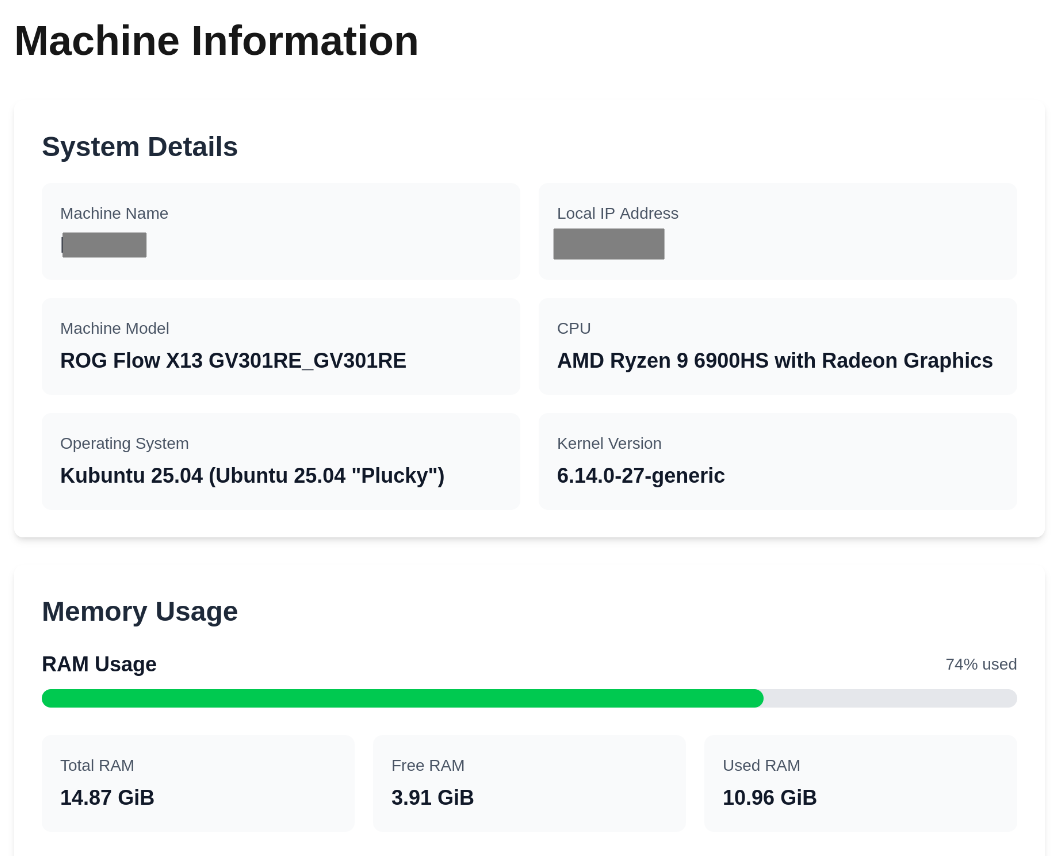 Machine Information
System Details
Machine Name
Local IP Address
Machine Model
ROG Flow X13 GV301RE_GV301RE
CPU
AMD Ryzen 9 6900HS with Radeon Graphics
Operating System
Kubuntu 25.04 (Ubuntu 25.04 "Plucky")
Kernel Version
6.14.0-27-generic
Memory Usage
RAM Usage
74% used
Total RAM
14.87 GiB
Free RAM
3.91 GiB
Used RAM
10.96 GiB